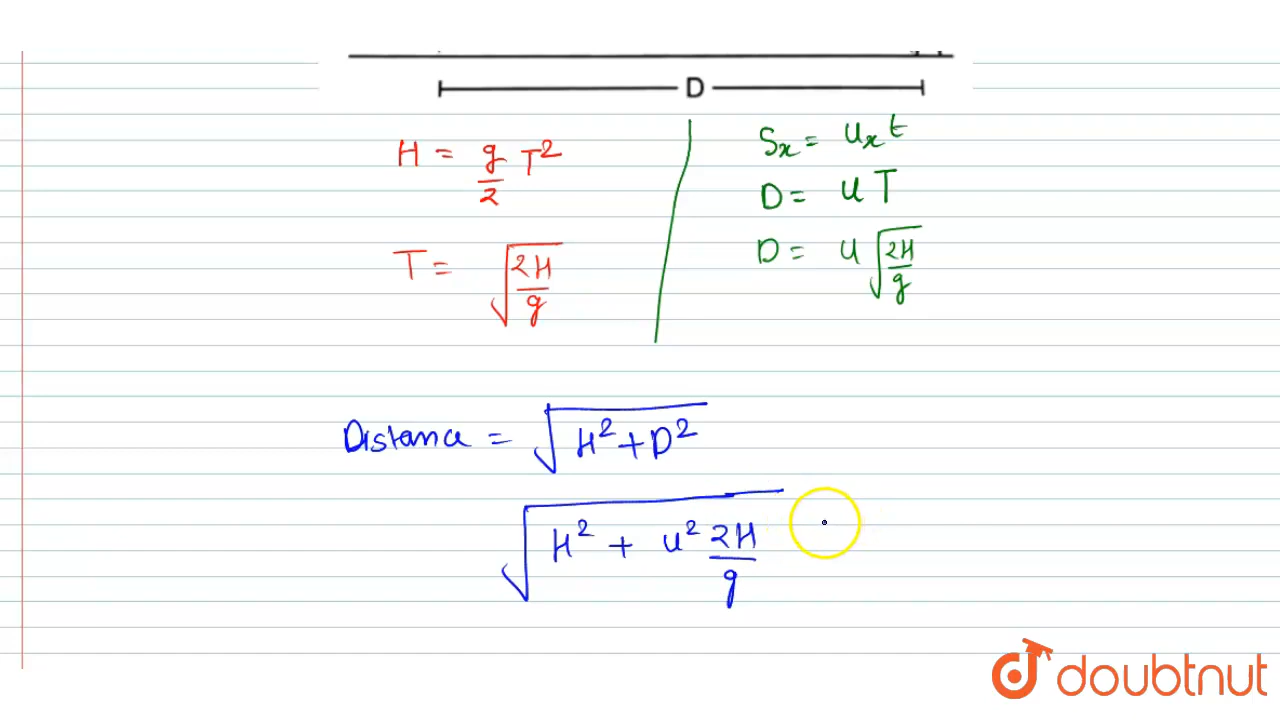 D
H = g/2 T²
T = √(2H/g)
Sx = ux t
D = u T
D = u √(2H/g)
Distance = √(H² + D²)
√(H² + u² 2H/g)
doubtnut